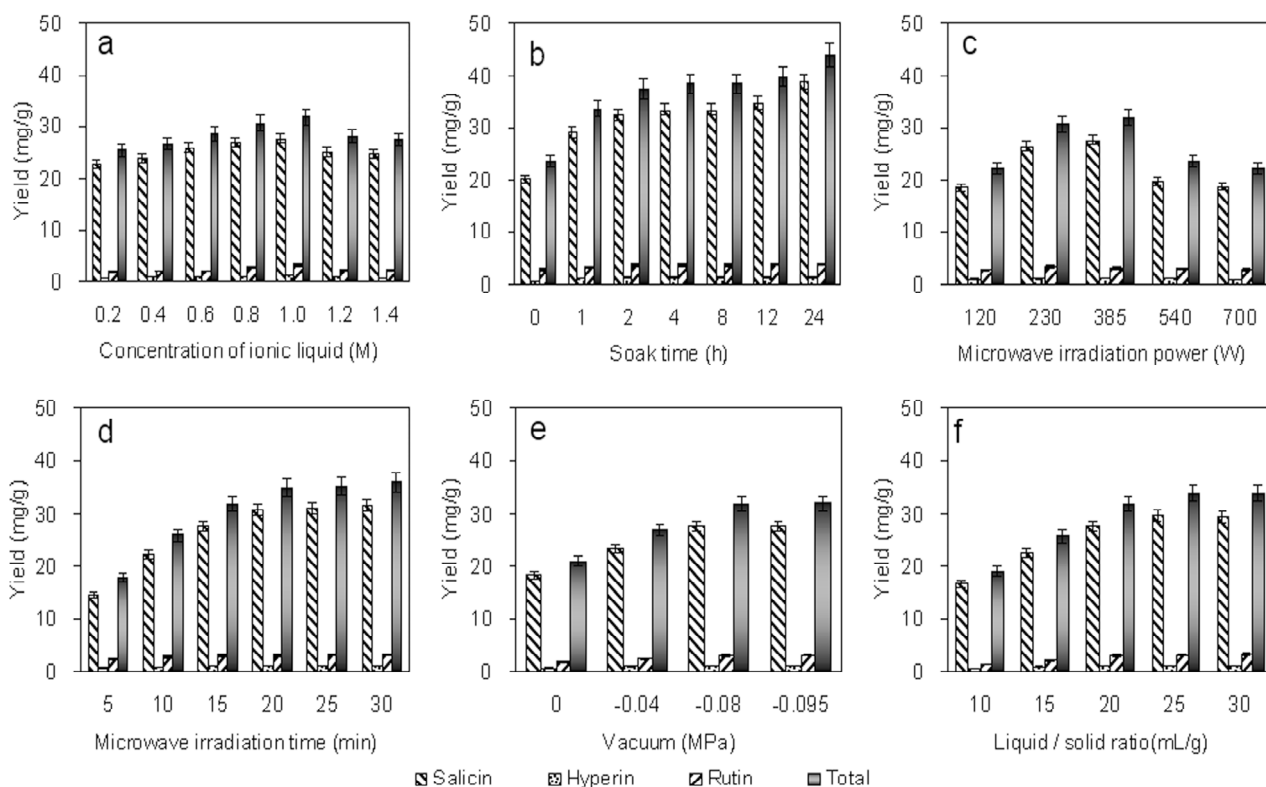 a
50
40
30
20
10
0
Yield (mg/g)
0.2 0.4 0.6 0.8 1.0 1.2 1.4
Concentration of ionic liquid (M)
b
50
40
30
20
10
0
Yield (mg/g)
0 1 2 4 8 12 24
Soak time (h)
c
50
40
30
20
10
0
Yield (mg/g)
120 230 385 540 700
Microwave irradiation power (W)
d
50
40
30
20
10
0
Yield (mg/g)
5 10 15 20 25 30
Microwave irradiation time (min)
e
50
40
30
20
10
0
Yield (mg/g)
0 -0.04 -0.08 -0.095
Vacuum (MPa)
f
50
40
30
20
10
0
Yield (mg/g)
10 15 20 25 30
Liquid / solid ratio(mL/g)
Salicin Hyperin Rutin Total